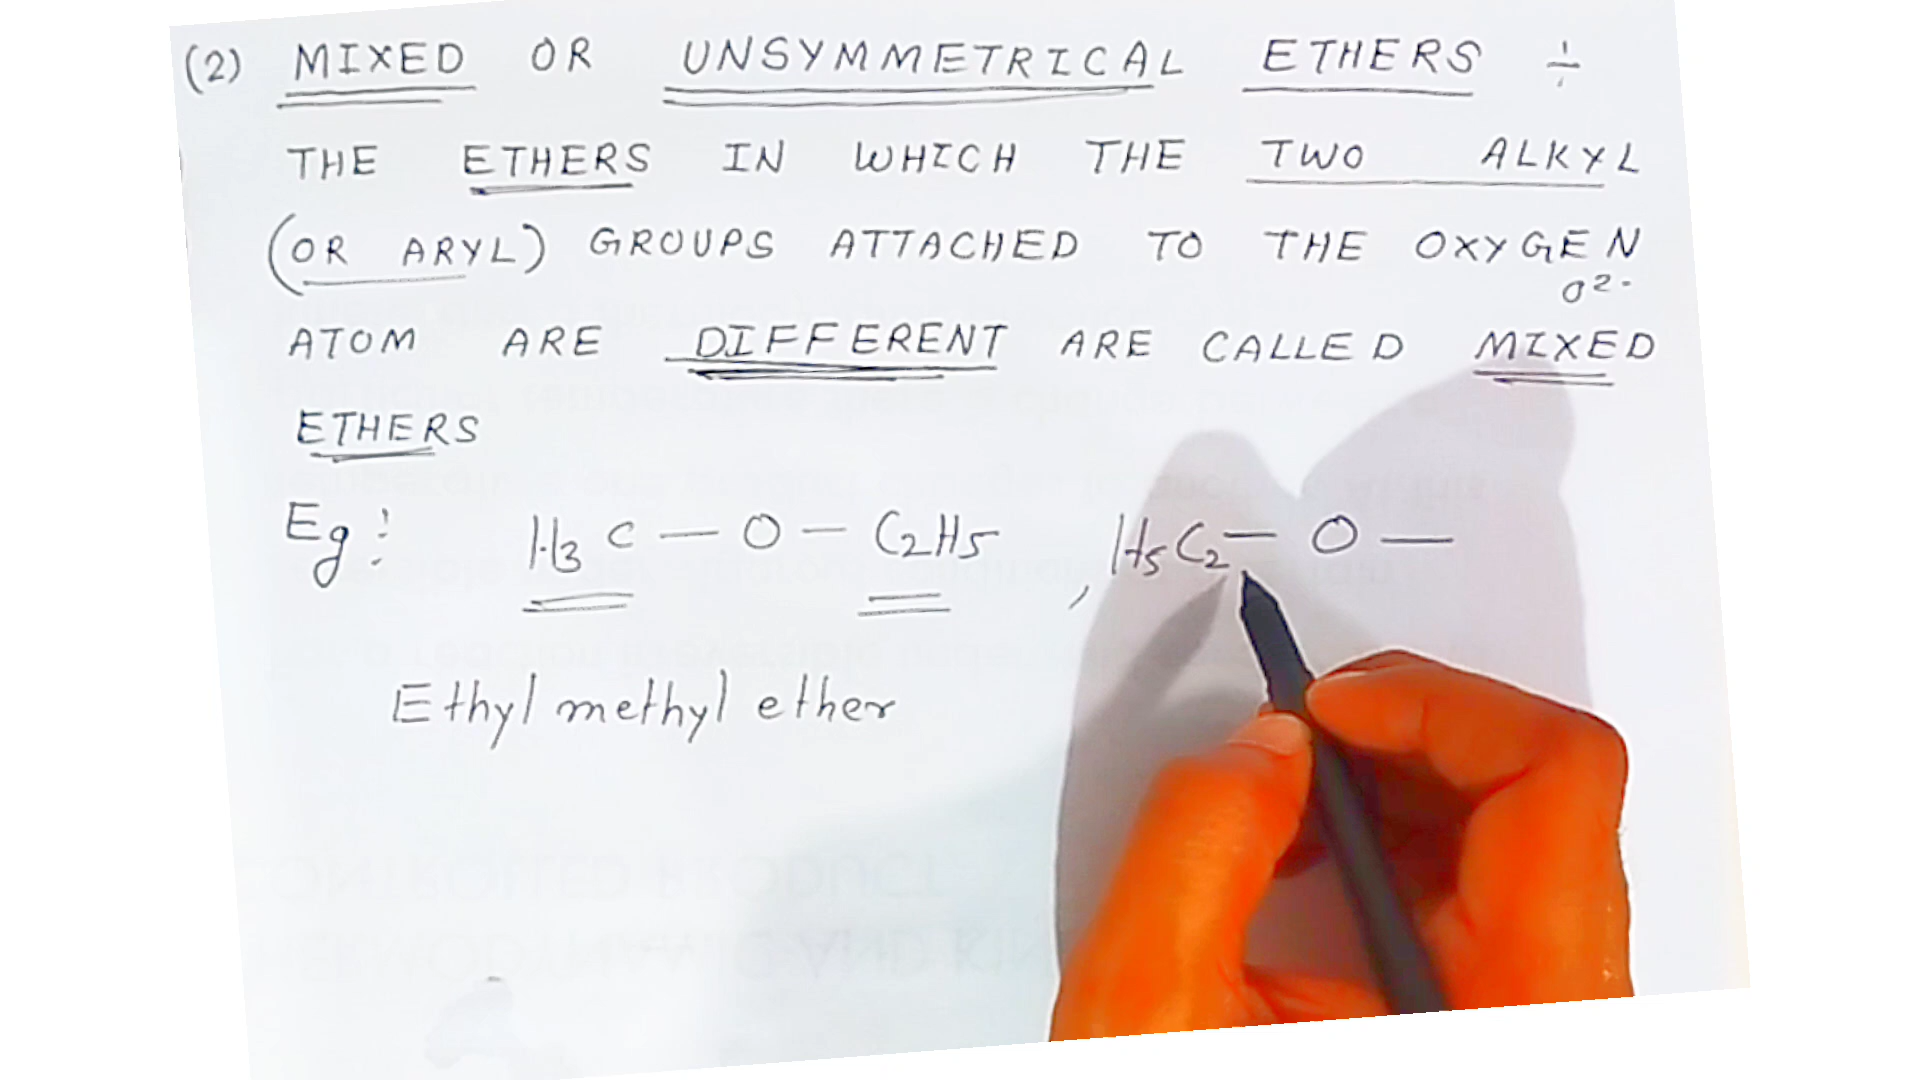 (2) MIXED OR UNSYMMETRICAL ETHERS ÷
THE ETHERS IN WHICH THE TWO ALKYL
(OR ARYL) GROUPS ATTACHED TO THE OXYGEN
O²⁻
ATOM ARE DIFFERENT ARE CALLED MIXED
ETHERS
Eg: H₃C — O — C₂H₅ , H₅C₂ — O —
Ethyl methyl ether